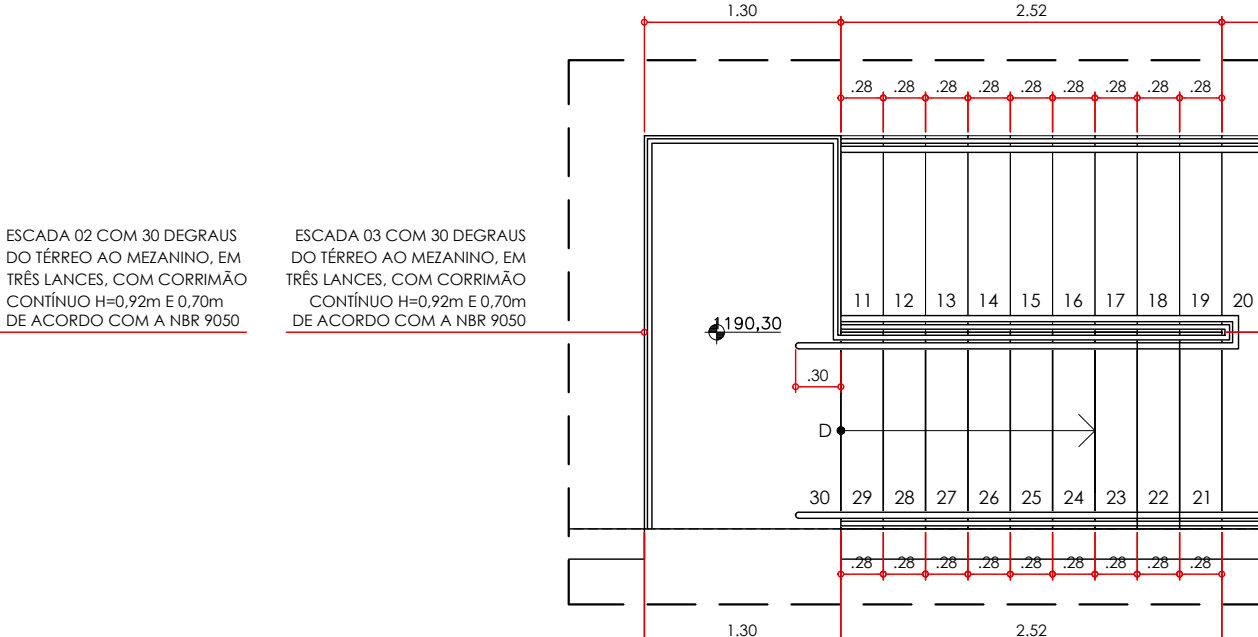 1.30 2.52
.28 .28 .28 .28 .28 .28 .28 .28 .28
ESCADA 02 COM 30 DEGRAUS
DO TÉRREO AO MEZANINO, EM
TRÊS LANCES, COM CORRIMÃO
CONTÍNUO H=0,92m E 0,70m
DE ACORDO COM A NBR 9050
ESCADA 03 COM 30 DEGRAUS
DO TÉRREO AO MEZANINO, EM
TRÊS LANCES, COM CORRIMÃO
CONTÍNUO H=0,92m E 0,70m
DE ACORDO COM A NBR 9050
11 12 13 14 15 16 17 18 19 20
1190,30
.30
D
30 29 28 27 26 25 24 23 22 21
.28 .28 .28 .28 .28 .28 .28 .28 .28
1.30 2.52